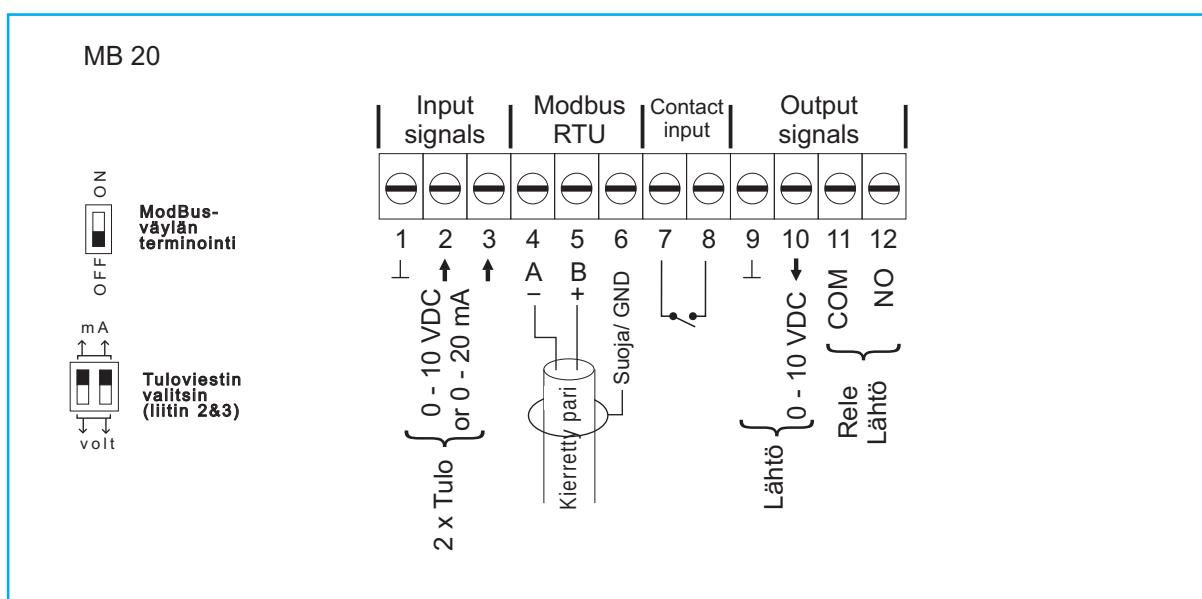 MB 20
Input
signals
Modbus
RTU
Contact
input
Output
signals
ON
OFF
ModBus-
väylän
terminointi
mA
volt
Tuloviestin
valitsin
(liitin 2&3)
1 2 3 4 5 6 7 8 9 10 11 12
A
–
B
+
0 - 10 VDC
or 0 - 20 mA
2 x Tulo
Kierretty pari
Suoja/ GND
0 - 10 VDC
Lähtö
COM
NO
Rele
Lähtö